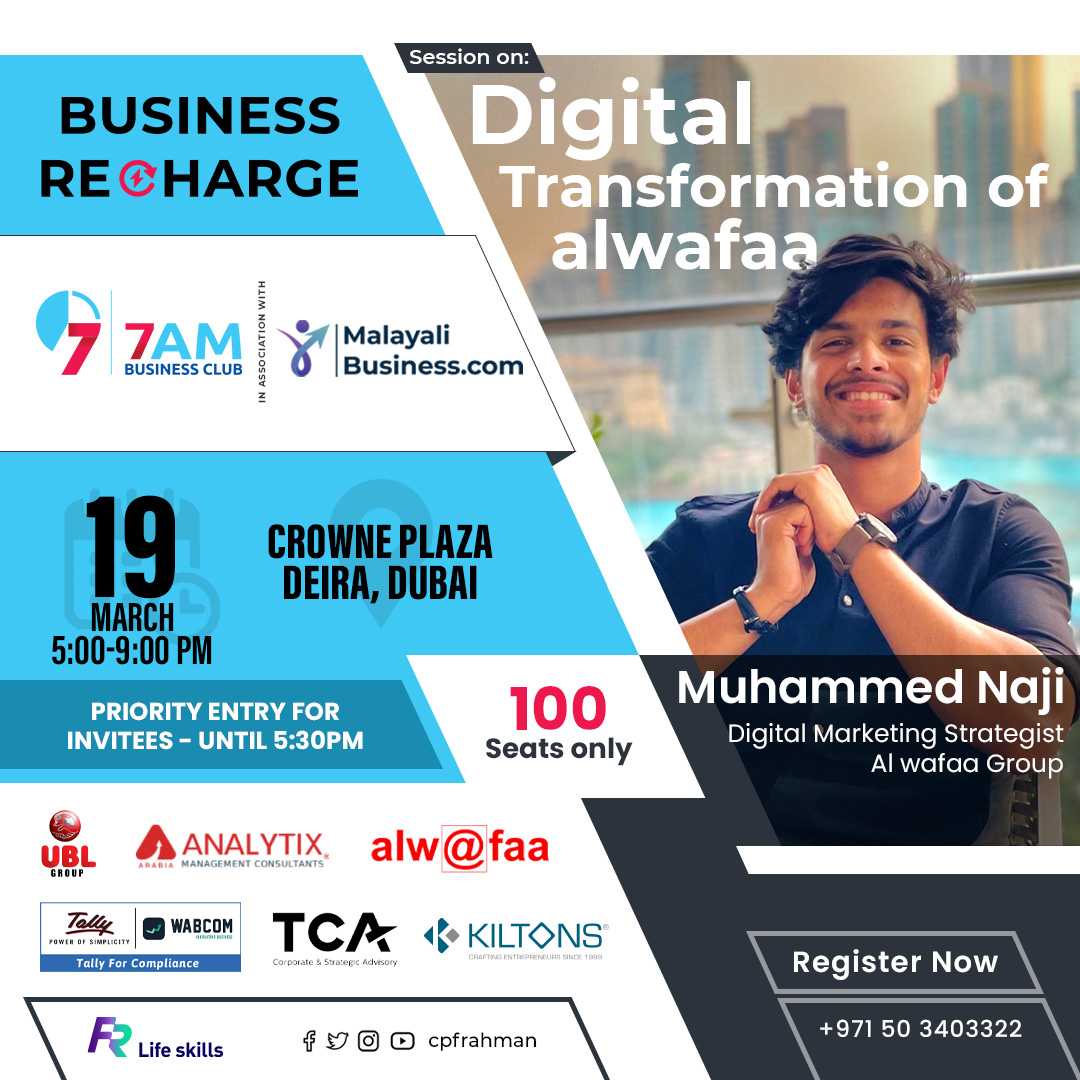 Session on:
Digital
Transformation of
alwafaa
BUSINESS
RECHARGE
7
7AM
BUSINESS CLUB
IN ASSOCIATION WITH
Malayali
Business.com
19
MARCH
5:00-9:00 PM
CROWNE PLAZA
DEIRA, DUBAI
PRIORITY ENTRY FOR
INVITEES - UNTIL 5:30PM
100
Seats only
Muhammed Naji
Digital Marketing Strategist
Al wafaa Group
UBL
GROUP
ANALYTIX®
ARABIA MANAGEMENT CONSULTANTS
alw@faa
Tally
POWER OF SIMPLICITY
WABCOM
Tally For Compliance
TCA
Corporate & Strategic Advisory
KILTONS®
CRAFTING ENTREPRENEURS SINCE 1999
Register Now
+971 50 3403322
FR Life skills
cpfrahman